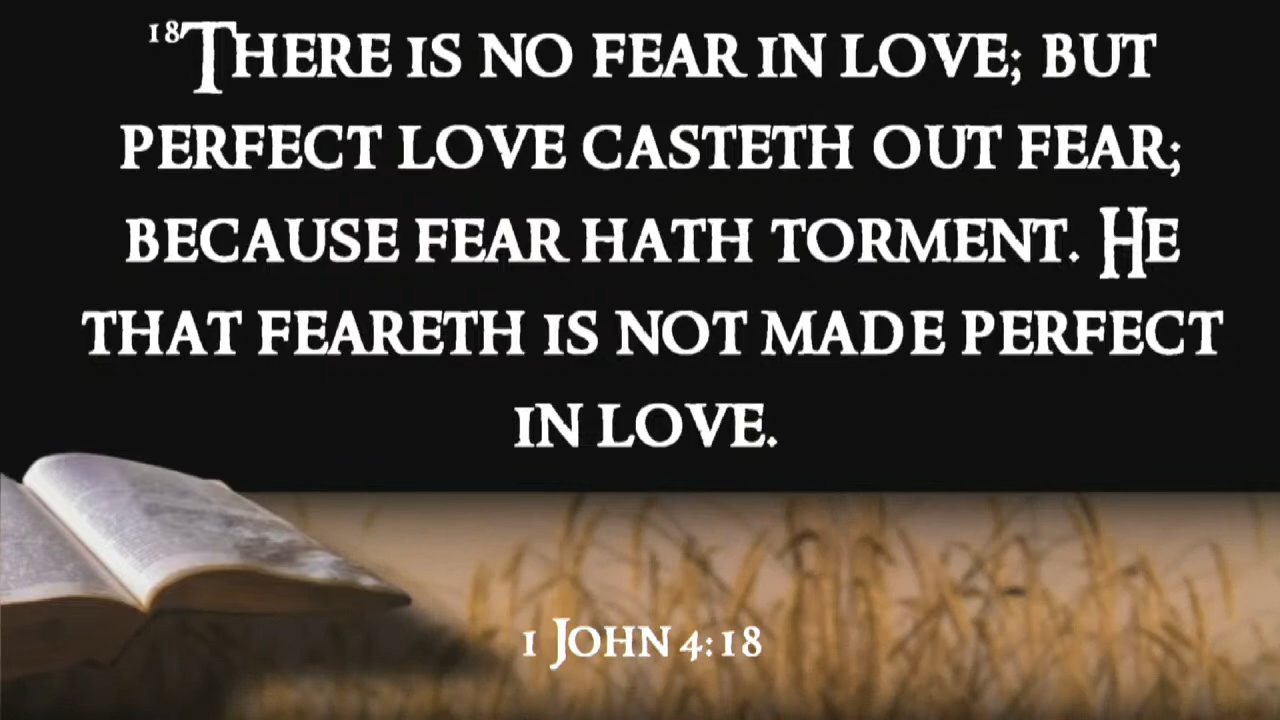 18There is no fear in love; but
perfect love casteth out fear;
because fear hath torment. He
that feareth is not made perfect
in love.
1 John 4:18